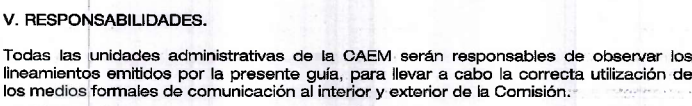 V. RESPONSABILIDADES.
Todas las unidades administrativas de la CAEM serán responsables de observar los
lineamientos emitidos por la presente guía, para llevar a cabo la correcta utilización de
los medios formales de comunicación al interior y exterior de la Comisión.